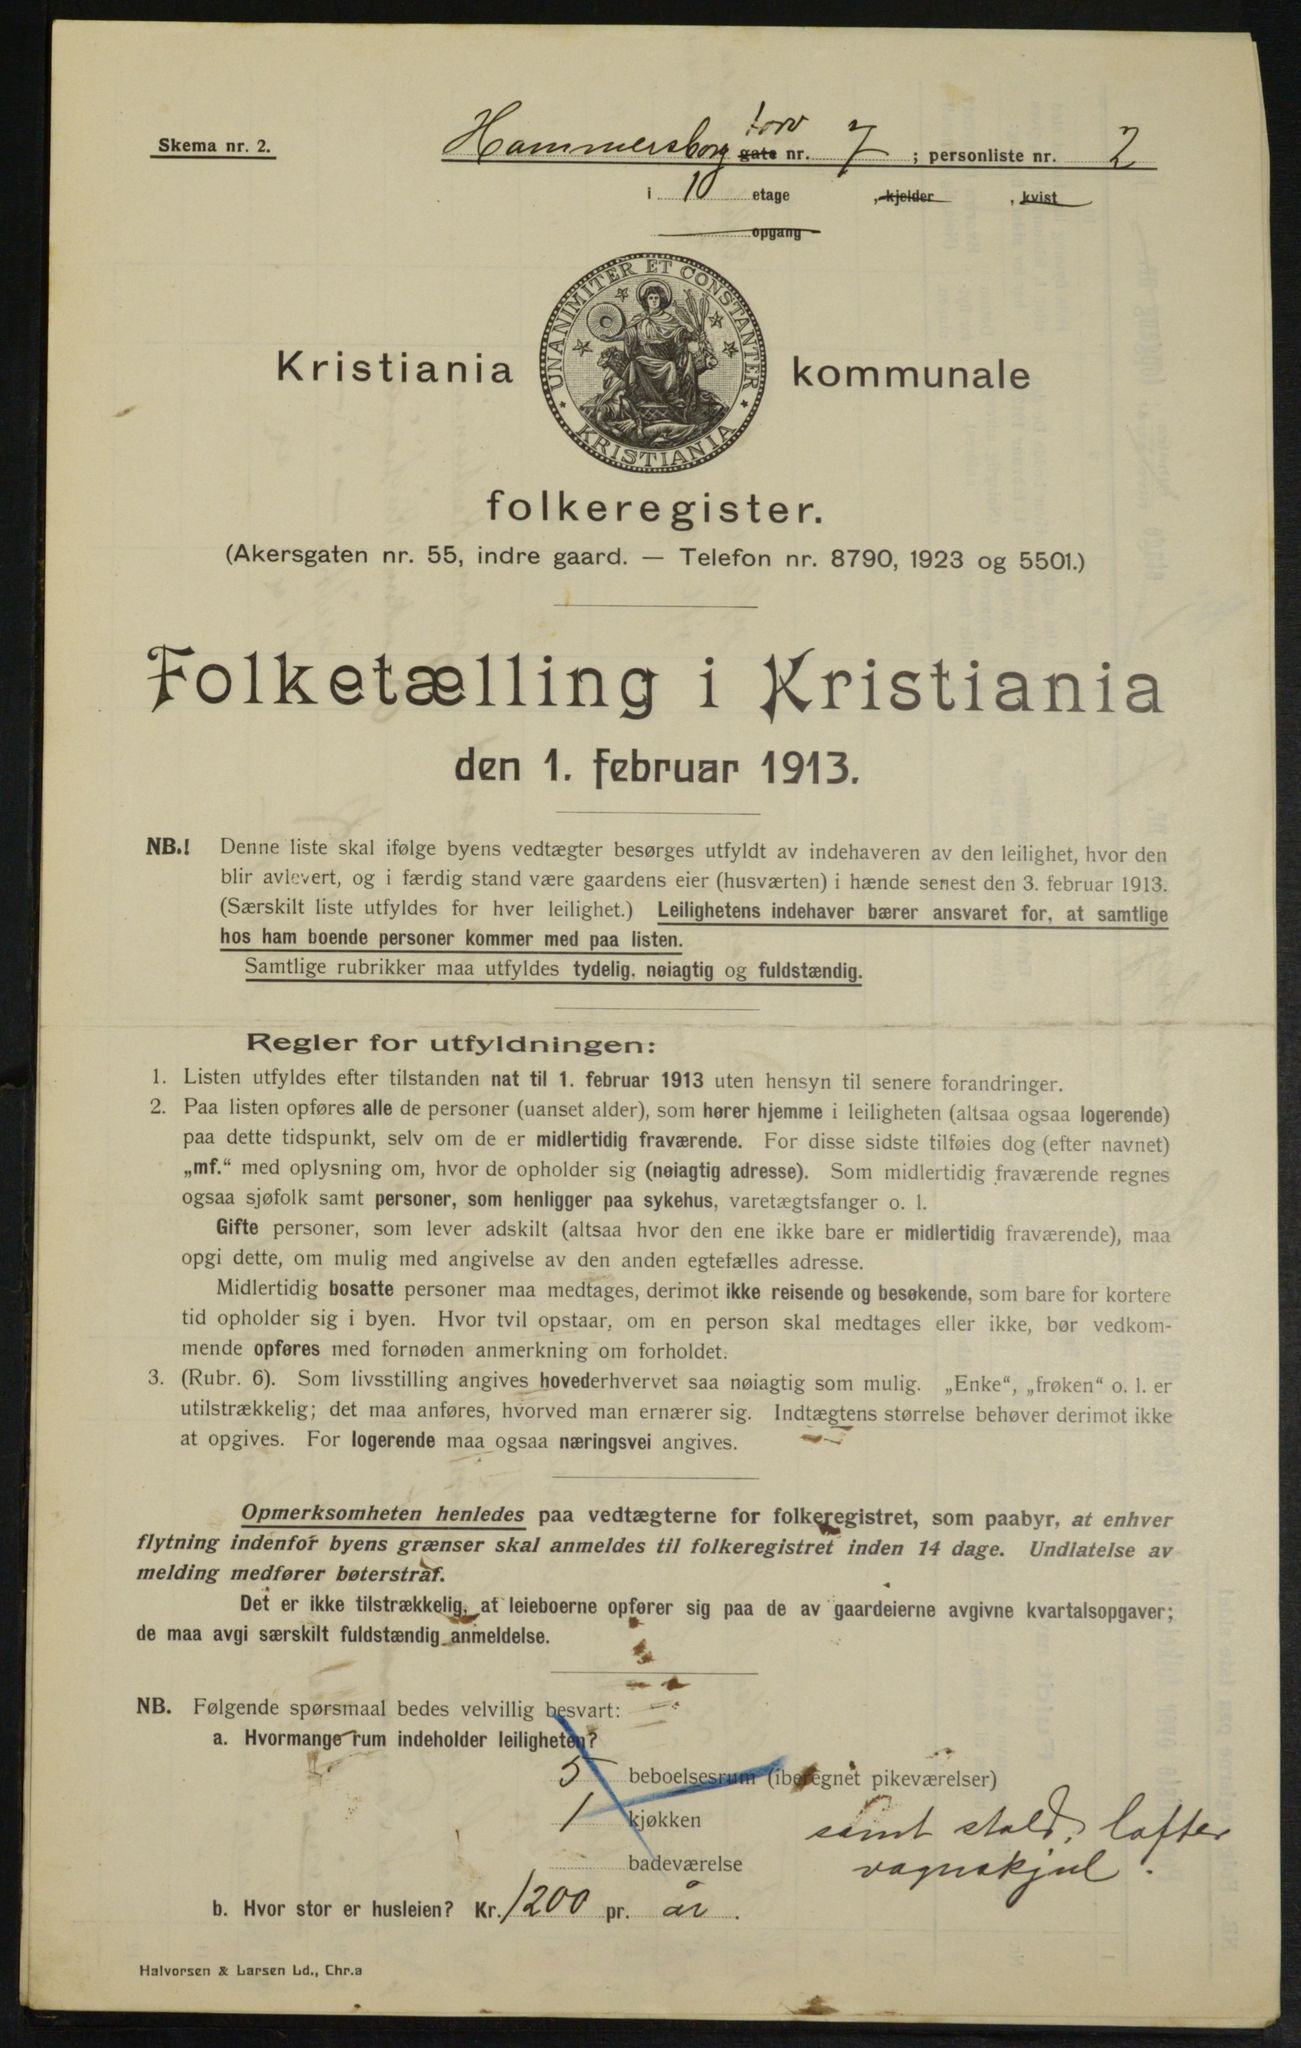 Skema nr. 2.
Hammersborg torv gate nr. 7; personliste nr. 2
i 1ø etage, kjelder, kvist
opgang
UNANIMITER ET CONSTANTER
KRISTIANIA
Kristiania kommunale
folkeregister.
(Akersgaten nr. 55, indre gaard. — Telefon nr. 8790, 1923 og 5501.)
Folketælling i Kristiania
den 1. februar 1913.
NB.! Denne liste skal ifølge byens vedtægter besørges utfyldt av indehaveren av den leilighet, hvor den
blir avlevert, og i færdig stand være gaardens eier (husværten) i hænde senest den 3. februar 1913.
(Særskilt liste utfyldes for hver leilighet.) Leilighetens indehaver bærer ansvaret for, at samtlige
hos ham boende personer kommer med paa listen.
Samtlige rubrikker maa utfyldes tydelig, nøiagtig og fuldstændig.
Regler for utfyldningen:
1. Listen utfyldes efter tilstanden nat til 1. februar 1913 uten hensyn til senere forandringer.
2. Paa listen opføres alle de personer (uanset alder), som hører hjemme i leiligheten (altsaa ogsaa logerende)
paa dette tidspunkt, selv om de er midlertidig fraværende. For disse sidste tilføies dog (efter navnet)
„mf.“ med oplysning om, hvor de opholder sig (nøiagtig adresse). Som midlertidig fraværende regnes
ogsaa sjøfolk samt personer, som henligger paa sykehus, varetægtsfanger o. l.
Gifte personer, som lever adskilt (altsaa hvor den ene ikke bare er midlertidig fraværende), maa
opgi dette, om mulig med angivelse av den anden egtefælles adresse.
Midlertidig bosatte personer maa medtages, derimot ikke reisende og besøkende, som bare for kortere
tid opholder sig i byen. Hvor tvil opstaar, om en person skal medtages eller ikke, bør vedkom-
mende opføres med fornøden anmerkning om forholdet.
3. (Rubr. 6). Som livsstilling angives hovederhvervet saa nøiagtig som mulig. „Enke“, „frøken“ o. l. er
utilstrækkelig; det maa anføres, hvorved man ernærer sig. Indtægtens størrelse behøver derimot ikke
at opgives. For logerende maa ogsaa næringsvei angives.
Opmerksomheten henledes paa vedtægterne for folkeregistret, som paabyr, at enhver
flytning indenfor byens grænser skal anmeldes til folkeregistret inden 14 dage. Undlatelse av
melding medfører bøterstraf.
Det er ikke tilstrækkelig, at leieboerne opfører sig paa de av gaardeierne avgivne kvartalsopgaver;
de maa avgi særskilt fuldstændig anmeldelse.
NB. Følgende spørsmaal bedes velvillig besvart:
a. Hvormange rum indeholder leiligheten?
5 beboelsesrum (iberegnet pikeværelser)
1 kjøkken samt stald, lofter
badeværelse vognskjul.
b. Hvor stor er husleien? Kr. 1200 pr. år.
Halvorsen & Larsen Ld., Chr.a